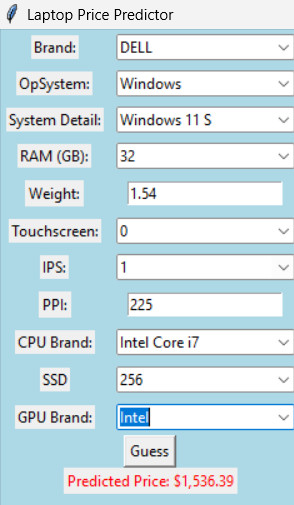 Laptop Price Predictor
Brand: DELL
OpSystem: Windows
System Detail: Windows 11 S
RAM (GB): 32
Weight: 1.54
Touchscreen: 0
IPS: 1
PPI: 225
CPU Brand: Intel Core i7
SSD 256
GPU Brand: Intel
Guess
Predicted Price: $1,536.39